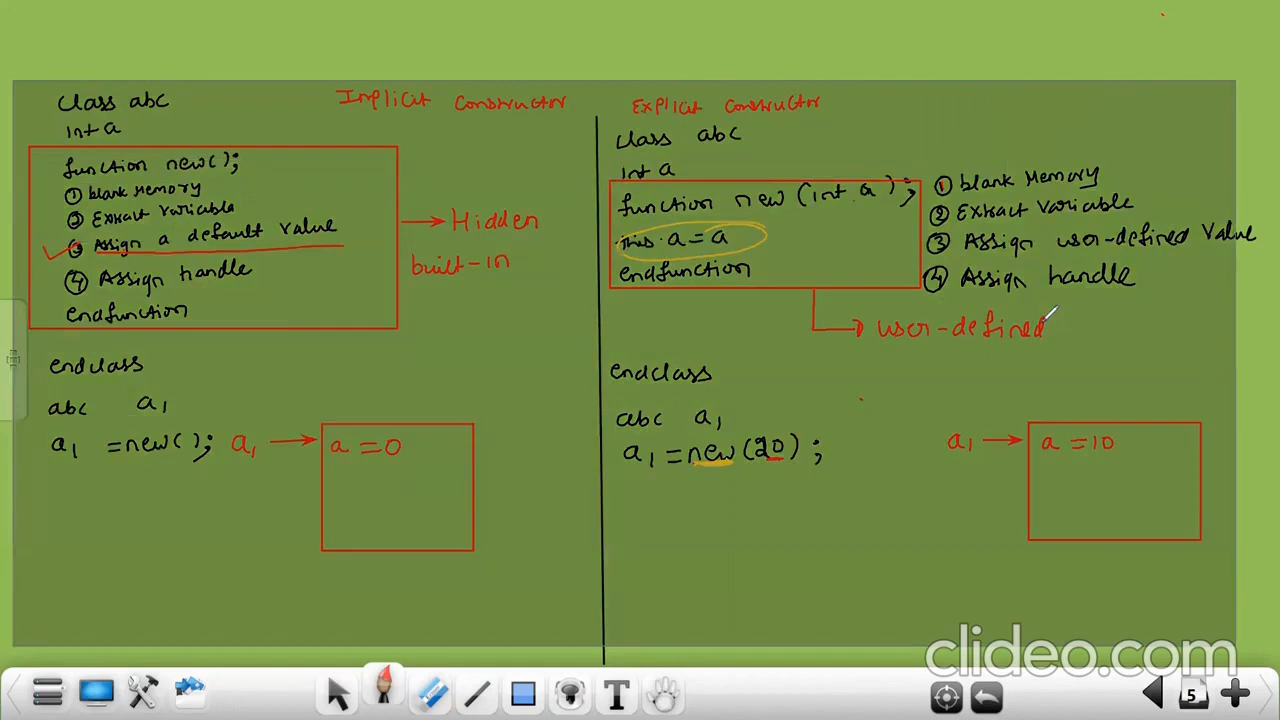 Implicit constructor
class abc
int a
function new();
① blank Memory
② Extract variable
③ Assign a default value
④ Assign handle
endfunction
Hidden
built-in
endclass
abc a1
a1 =new();
a1
a=0
Explicit constructor
class abc
int a
function new (int a);
This.a=a
endfunction
① blank Memory
② Extract variable
③ Assign user-defined value
④ Assign handle
user-defined
endclass
abc a1
a1=new(20);
a1
a=10
clideo.com
T
5